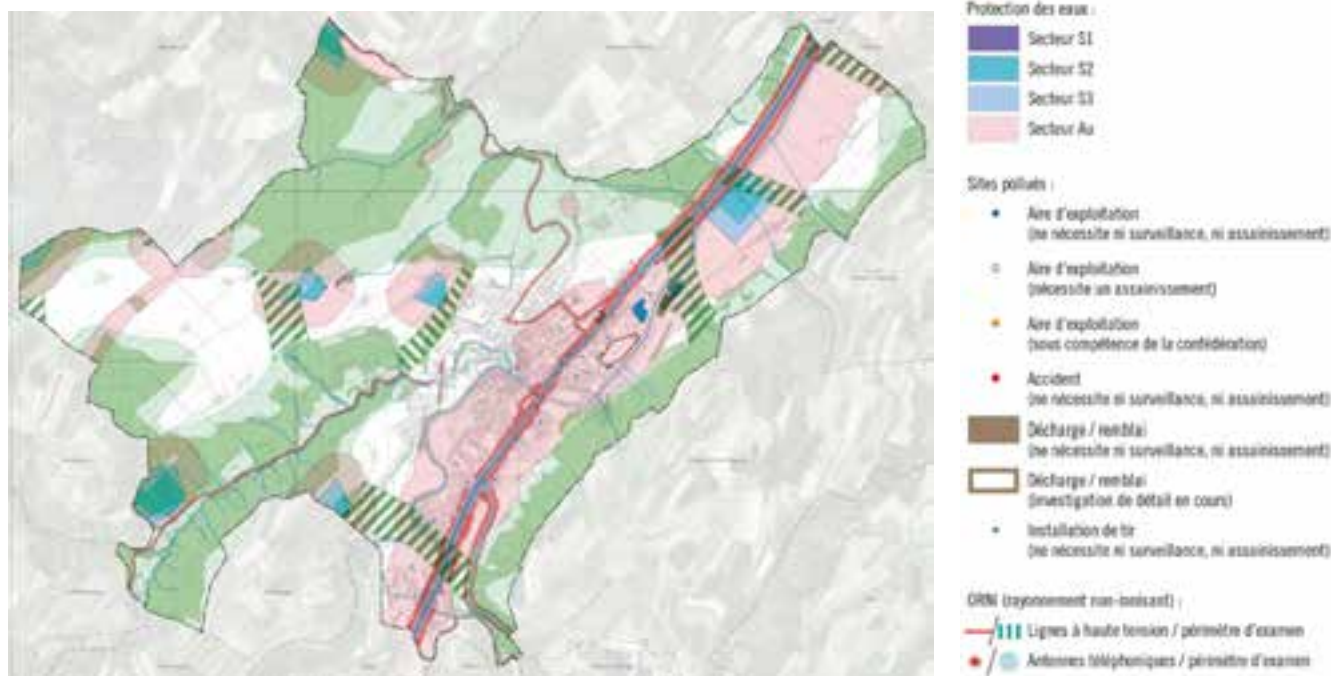 Protection des eaux :
Secteur S1
Secteur S2
Secteur S3
Secteur Au
Sites pollués :
Aire d'exploitation
(ne nécessite ni surveillance, ni assainissement)
Aire d'exploitation
(nécessite un assainissement)
Aire d'exploitation
(sous compétence de la confédération)
Accident
(ne nécessite ni surveillance, ni assainissement)
Décharge / remblai
(ne nécessite ni surveillance, ni assainissement)
Décharge / remblai
(investigation de détail en cours)
Installation de tir
(ne nécessite ni surveillance, ni assainissement)
ORNI (rayonnement non-ionisant) :
Lignes à haute tension / périmètre d'examen
Antennes téléphoniques / périmètre d'examen